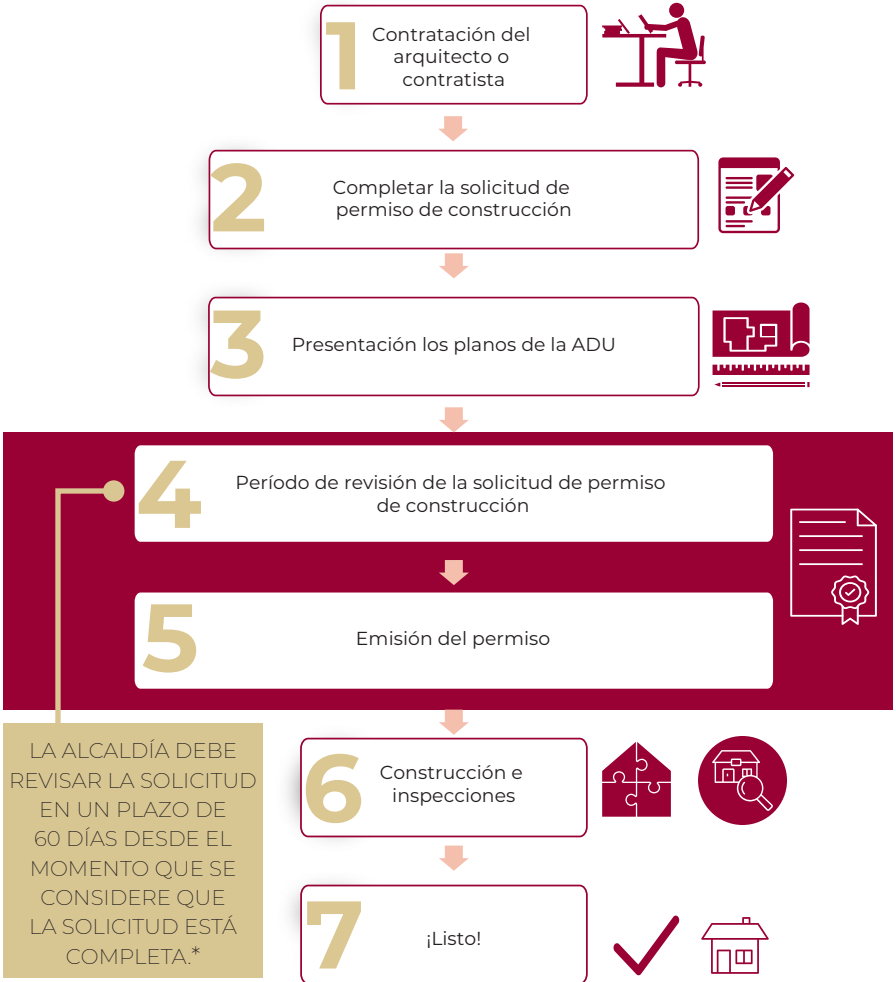 1
Contratación del
arquitecto o
contratista
2
Completar la solicitud de
permiso de construcción
3
Presentación los planos de la ADU
4
Período de revisión de la solicitud de permiso
de construcción
5
Emisión del permiso
LA ALCALDÍA DEBE
REVISAR LA SOLICITUD
EN UN PLAZO DE
60 DÍAS DESDE EL
MOMENTO QUE SE
CONSIDERE QUE
LA SOLICITUD ESTÁ
COMPLETA.*
6
Construcción e
inspecciones
7
¡Listo!